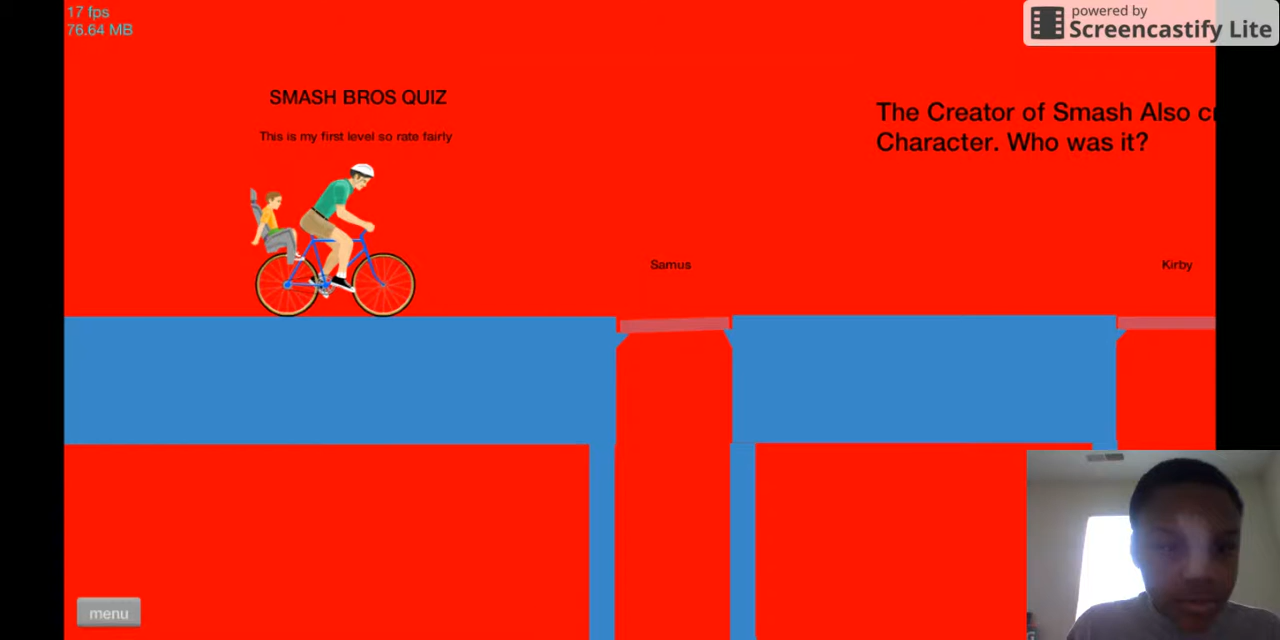 17 fps
76.64 MB
powered by
Screencastify Lite
SMASH BROS QUIZ
This is my first level so rate fairly
The Creator of Smash Also
Character. Who was it?
Samus
Kirby
menu